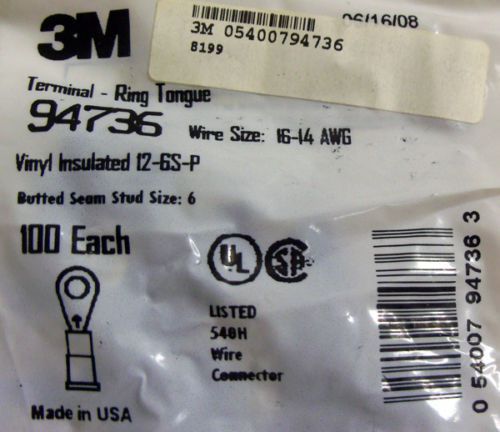 3M
06/16/08
3M 05400794736
8199
Terminal - Ring Tongue
94736 Wire Size: 16-14 AWG
Vinyl Insulated 12-6S-P
Butted Seam Stud Size: 6
100 Each
UL
SA
LISTED
548H
Wire
Connector
Made in USA
0 54007 94736 3